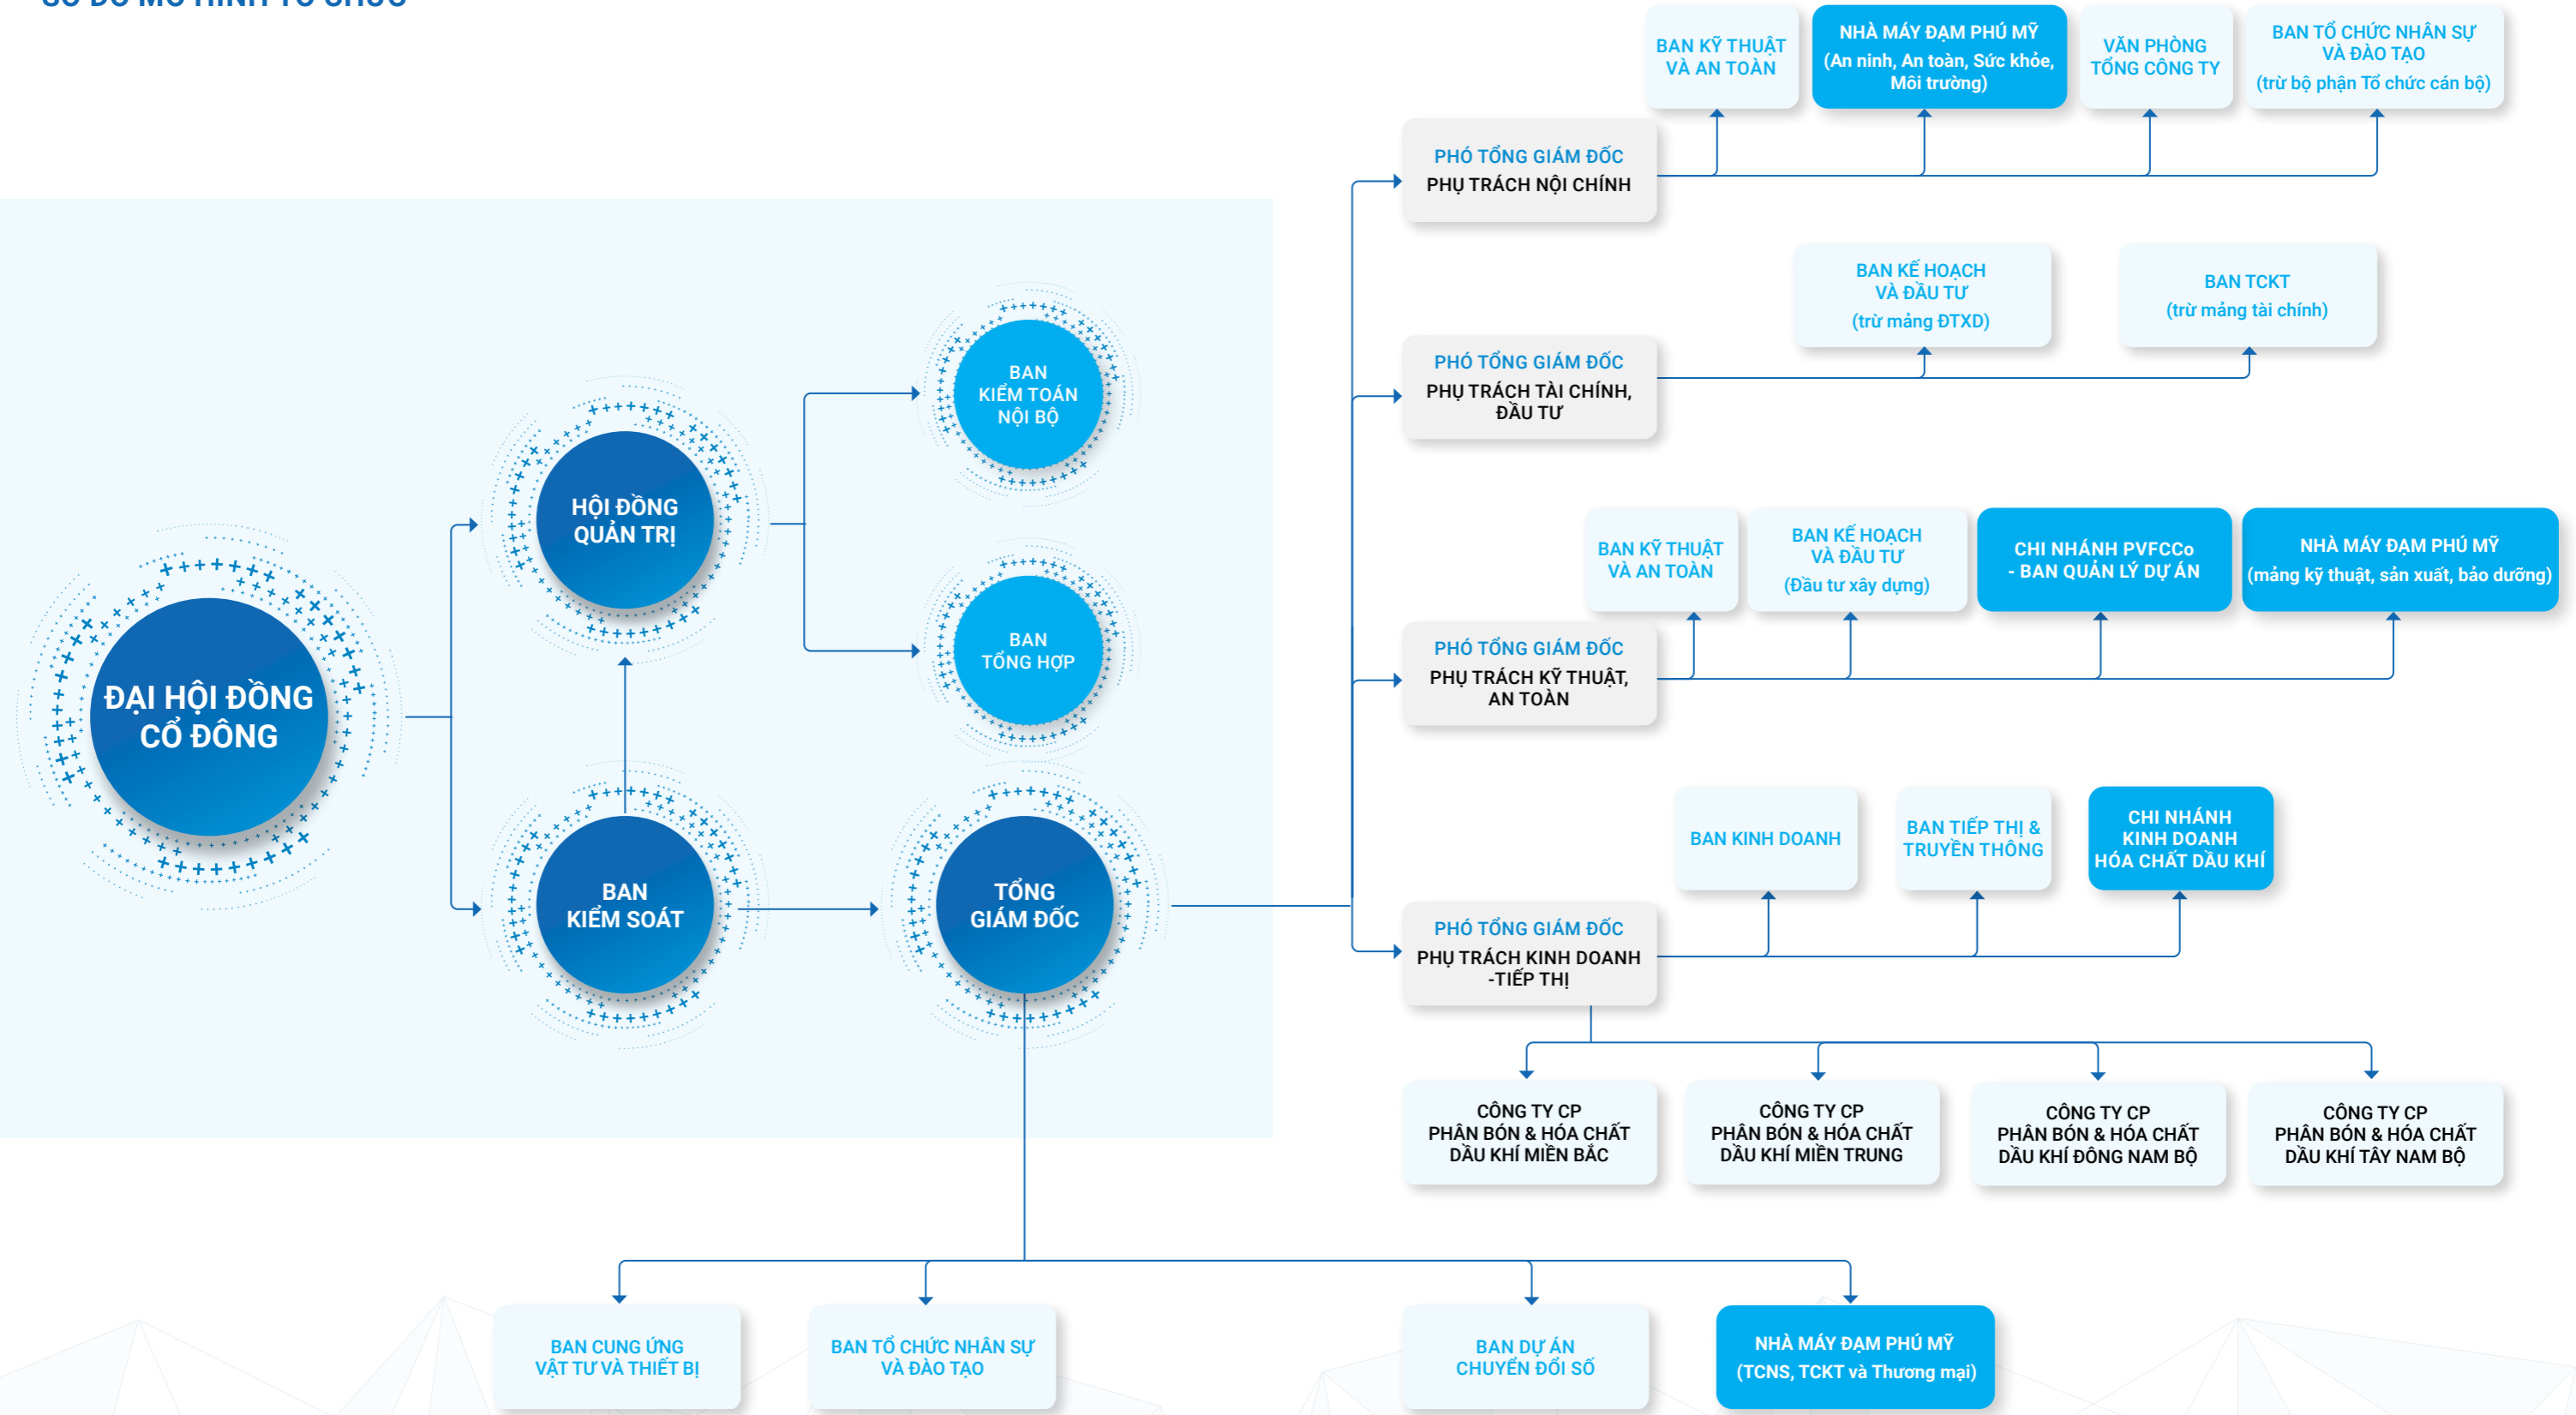 SƠ ĐỒ MÔ HÌNH TỔ CHỨC
BAN KỸ THUẬT
VÀ AN TOÀN
NHÀ MÁY ĐẠM PHÚ MỸ
(An ninh, An toàn, Sức khỏe,
Môi trường)
VĂN PHÒNG
TỔNG CÔNG TY
BAN TỔ CHỨC NHÂN SỰ
VÀ ĐÀO TẠO
(trừ bộ phận Tổ chức cán bộ)
PHÓ TỔNG GIÁM ĐỐC
PHỤ TRÁCH NỘI CHÍNH
BAN KẾ HOẠCH
VÀ ĐẦU TƯ
(trừ mảng ĐTXD)
BAN TCKT
(trừ mảng tài chính)
PHÓ TỔNG GIÁM ĐỐC
PHỤ TRÁCH TÀI CHÍNH,
ĐẦU TƯ
BAN
KIỂM TOÁN
NỘI BỘ
HỘI ĐỒNG
QUẢN TRỊ
BAN
TỔNG HỢP
ĐẠI HỘI ĐỒNG
CỔ ĐÔNG
BAN KỸ THUẬT
VÀ AN TOÀN
BAN KẾ HOẠCH
VÀ ĐẦU TƯ
(Đầu tư xây dựng)
CHI NHÁNH PVFCCo
- BAN QUẢN LÝ DỰ ÁN
NHÀ MÁY ĐẠM PHÚ MỸ
(mảng kỹ thuật, sản xuất, bảo dưỡng)
PHÓ TỔNG GIÁM ĐỐC
PHỤ TRÁCH KỸ THUẬT,
AN TOÀN
BAN
KIỂM SOÁT
TỔNG
GIÁM ĐỐC
BAN KINH DOANH
BAN TIẾP THỊ &
TRUYỀN THÔNG
CHI NHÁNH
KINH DOANH
HÓA CHẤT DẦU KHÍ
PHÓ TỔNG GIÁM ĐỐC
PHỤ TRÁCH KINH DOANH
-TIẾP THỊ
CÔNG TY CP
PHÂN BÓN & HÓA CHẤT
DẦU KHÍ MIỀN BẮC
CÔNG TY CP
PHÂN BÓN & HÓA CHẤT
DẦU KHÍ MIỀN TRUNG
CÔNG TY CP
PHÂN BÓN & HÓA CHẤT
DẦU KHÍ ĐÔNG NAM BỘ
CÔNG TY CP
PHÂN BÓN & HÓA CHẤT
DẦU KHÍ TÂY NAM BỘ
BAN CUNG ỨNG
VẬT TƯ VÀ THIẾT BỊ
BAN TỔ CHỨC NHÂN SỰ
VÀ ĐÀO TẠO
BAN DỰ ÁN
CHUYỂN ĐỔI SỐ
NHÀ MÁY ĐẠM PHÚ MỸ
(TCNS, TCKT và Thương mại)